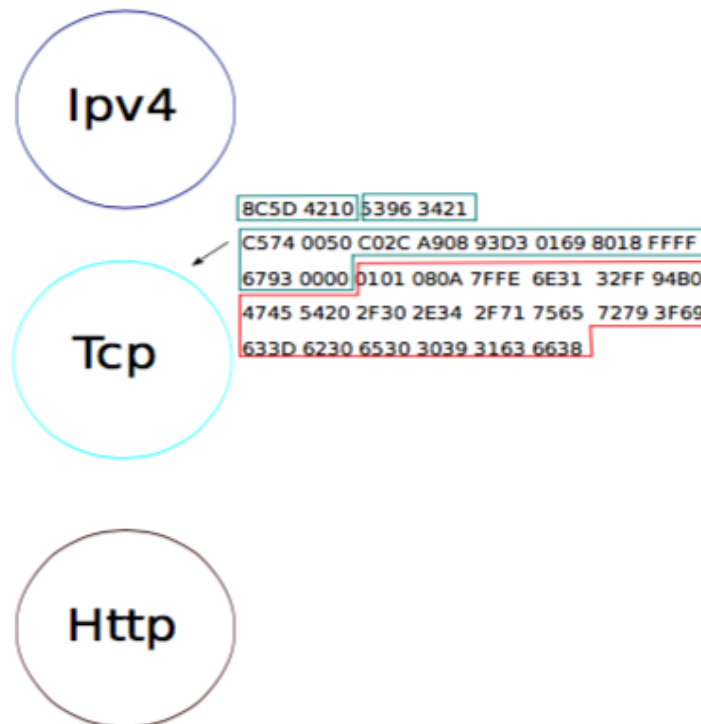 Ipv4
8C5D 4210 5396 3421
C574 0050 C02C A908 93D3 0169 8018 FFFF
6793 0000 0101 080A 7FFE 6E31 32FF 94B0
4745 5420 2F30 2E34 2F71 7565 7279 3F69
Tcp
633D 6230 6530 3039 3163 6638
Http